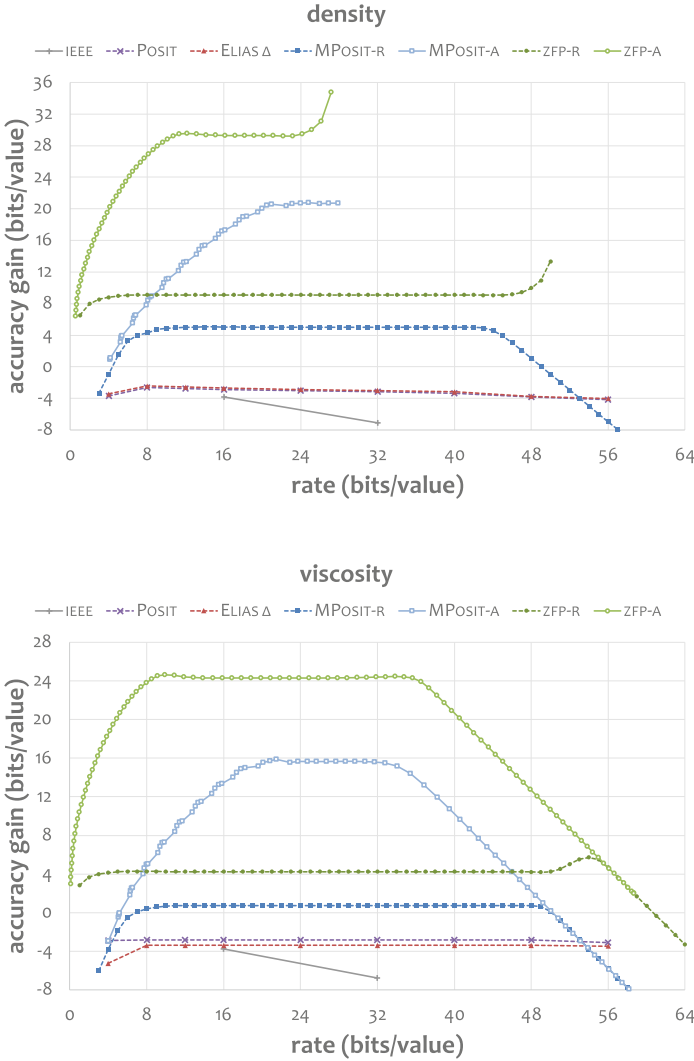 density
IEEE POSIT ELIAS Δ MPOSIT-R MPOSIT-A ZFP-R ZFP-A
36
32
28
24
20
16
12
8
4
0
-4
-8
accuracy gain (bits/value)
0 8 16 24 32 40 48 56 64
rate (bits/value)
viscosity
IEEE POSIT ELIAS Δ MPOSIT-R MPOSIT-A ZFP-R ZFP-A
28
24
20
16
12
8
4
0
-4
-8
accuracy gain (bits/value)
0 8 16 24 32 40 48 56 64
rate (bits/value)